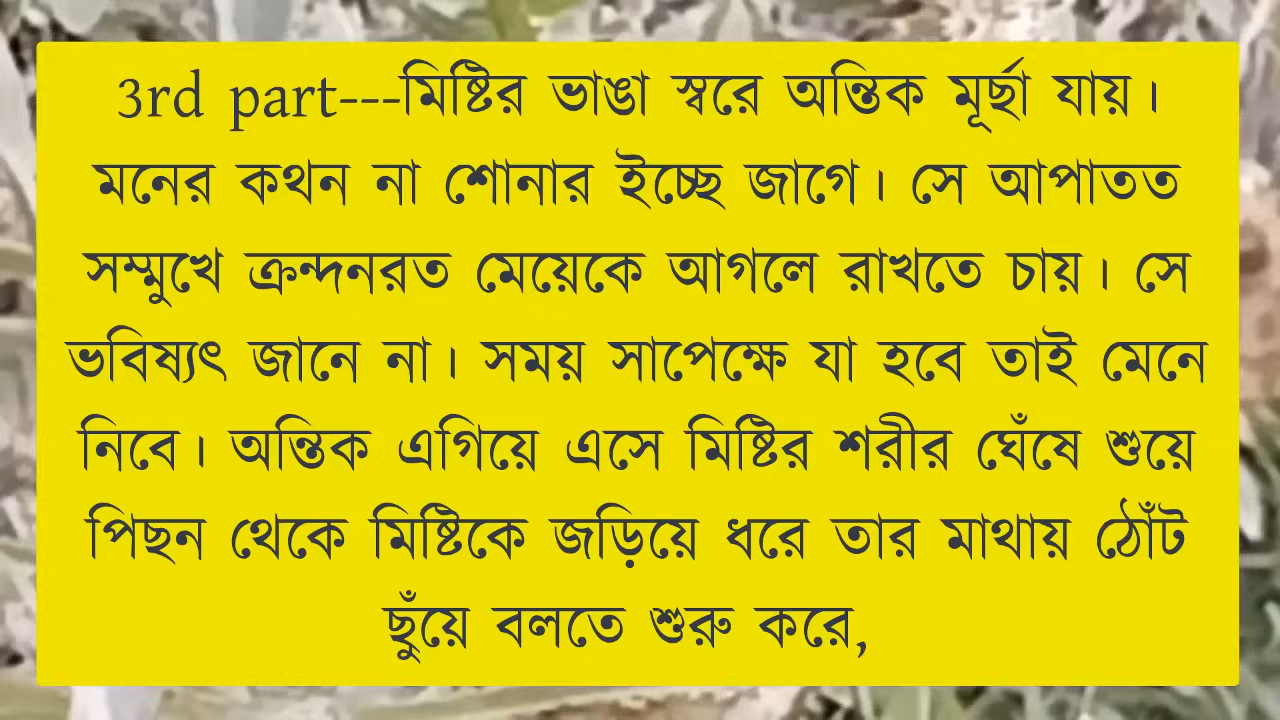 3rd part---মিষ্টির ভাঙা স্বরে অন্তিক মূর্ছা যায়।
মনের কথন না শোনার ইচ্ছে জাগে। সে আপাতত
সম্মুখে ক্রন্দনরত মেয়েকে আগলে রাখতে চায়। সে
ভবিষ্যৎ জানে না। সময় সাপেক্ষে যা হবে তাই মেনে
নিবে। অন্তিক এগিয়ে এসে মিষ্টির শরীর ঘেঁষে শুয়ে
পিছন থেকে মিষ্টিকে জড়িয়ে ধরে তার মাথায় ঠোঁট
ছুঁয়ে বলতে শুরু করে,